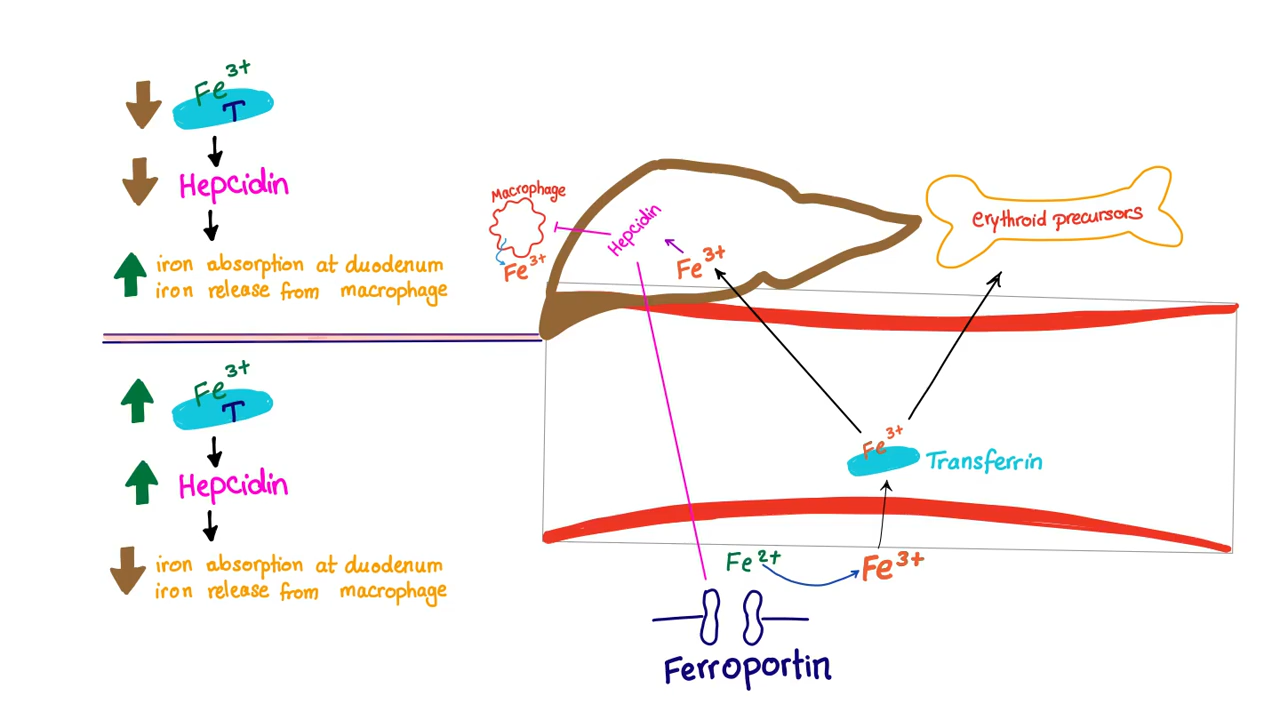 Fe3+
T
Hepcidin
iron absorption at duodenum
iron release from macrophage
Fe3+
T
Hepcidin
iron absorption at duodenum
iron release from macrophage
Macrophage
Fe3+
Hepcidin
Fe3+
erythroid precursors
Fe3+
Transferrin
Fe2+
Fe3+
Ferroportin